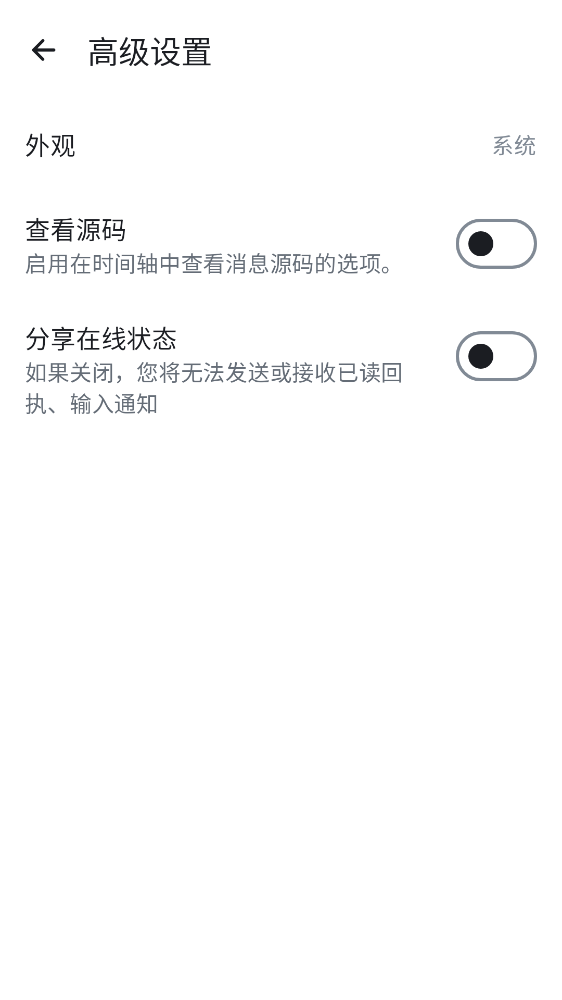 高级设置
外观
系统
查看源码
启用在时间轴中查看消息源码的选项。
分享在线状态
如果关闭，您将无法发送或接收已读回
执、输入通知